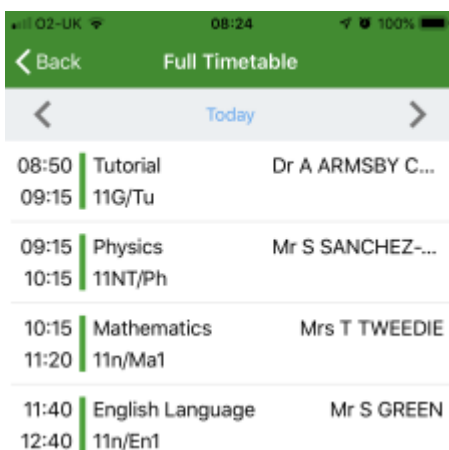 O2-UK 08:24 100%
Back Full Timetable
Today
08:50 Tutorial Dr A ARMSBY C...
09:15 11G/Tu
09:15 Physics Mr S SANCHEZ-...
10:15 11NT/Ph
10:15 Mathematics Mrs T TWEEDIE
11:20 11n/Ma1
11:40 English Language Mr S GREEN
12:40 11n/En1